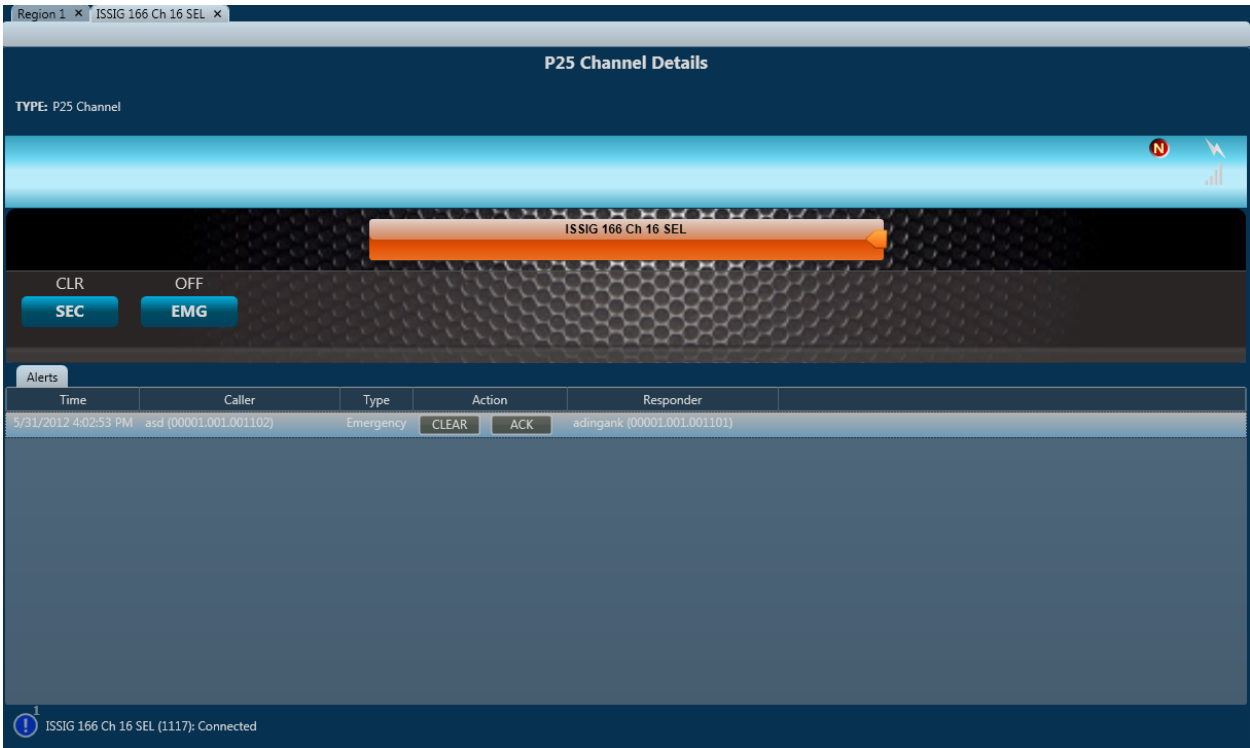 Region 1 × ISSIG 166 Ch 16 SEL ×
P25 Channel Details
TYPE: P25 Channel
N
ISSIG 166 Ch 16 SEL
CLR OFF
SEC EMG
Alerts
Time Caller Type Action Responder
5/31/2012 4:02:53 PM asd (00001.001.001102) Emergency CLEAR ACK adingank (00001.001.001101)
1
! ISSIG 166 Ch 16 SEL (1117): Connected